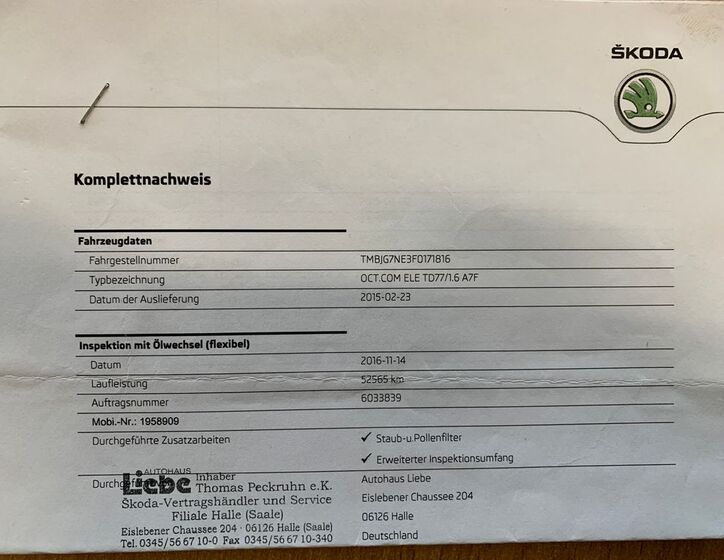 ŠKODA
Komplettnachweis
Fahrzeugdaten
Fahrgestellnummer TMBJG7NE3F0171816
Typbezeichnung OCT.COM ELE TD77/1.6 A7F
Datum der Auslieferung 2015-02-23
Inspektion mit Ölwechsel (flexibel)
Datum 2016-11-14
Laufleistung 52565 km
Auftragsnummer 6033839
Mobi.-Nr.: 1958909
Durchgeführte Zusatzarbeiten ✓ Staub-u.Pollenfilter
✓ Erweiterter Inspektionsumfang
AUTOHAUS
Liebe Inhaber
Thomas Peckruhn e.K.
Škoda-Vertragshändler und Service
Filiale Halle (Saale)
Eislebener Chaussee 204 · 06126 Halle (Saale)
Tel. 0345/56 67 10-0 Fax 0345/56 67 10-340
Autohaus Liebe
Eislebener Chaussee 204
06126 Halle
Deutschland